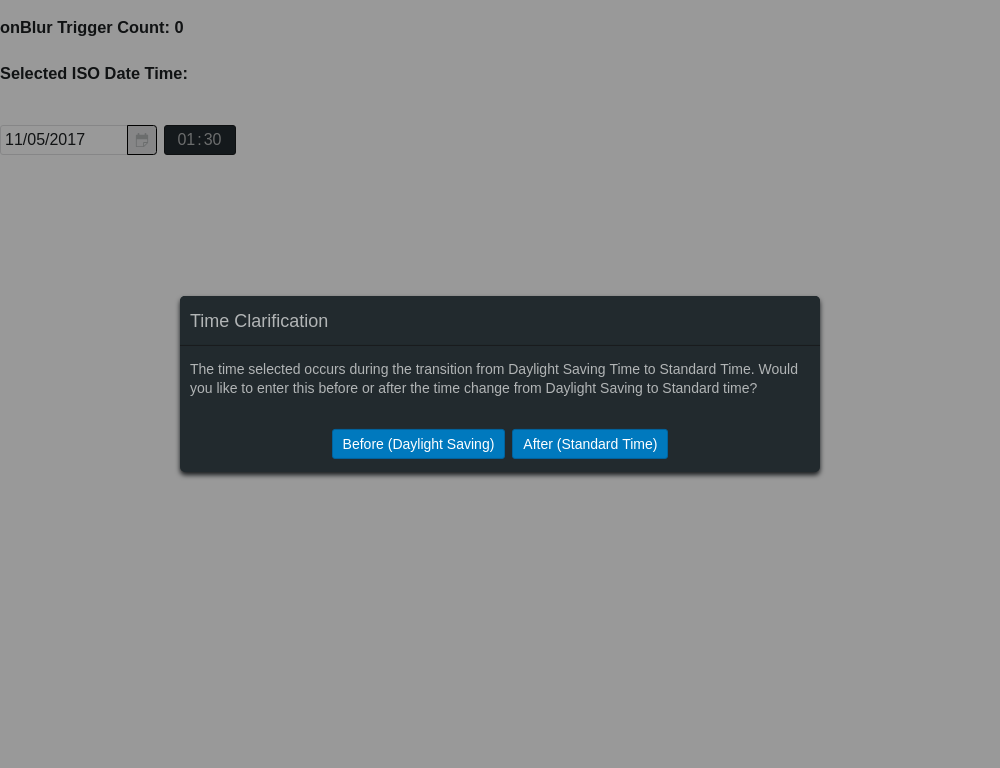 onBlur Trigger Count: 0
Selected ISO Date Time:
11/05/2017 01:30
Time Clarification
The time selected occurs during the transition from Daylight Saving Time to Standard Time. Would
you like to enter this before or after the time change from Daylight Saving to Standard time?
Before (Daylight Saving) After (Standard Time)